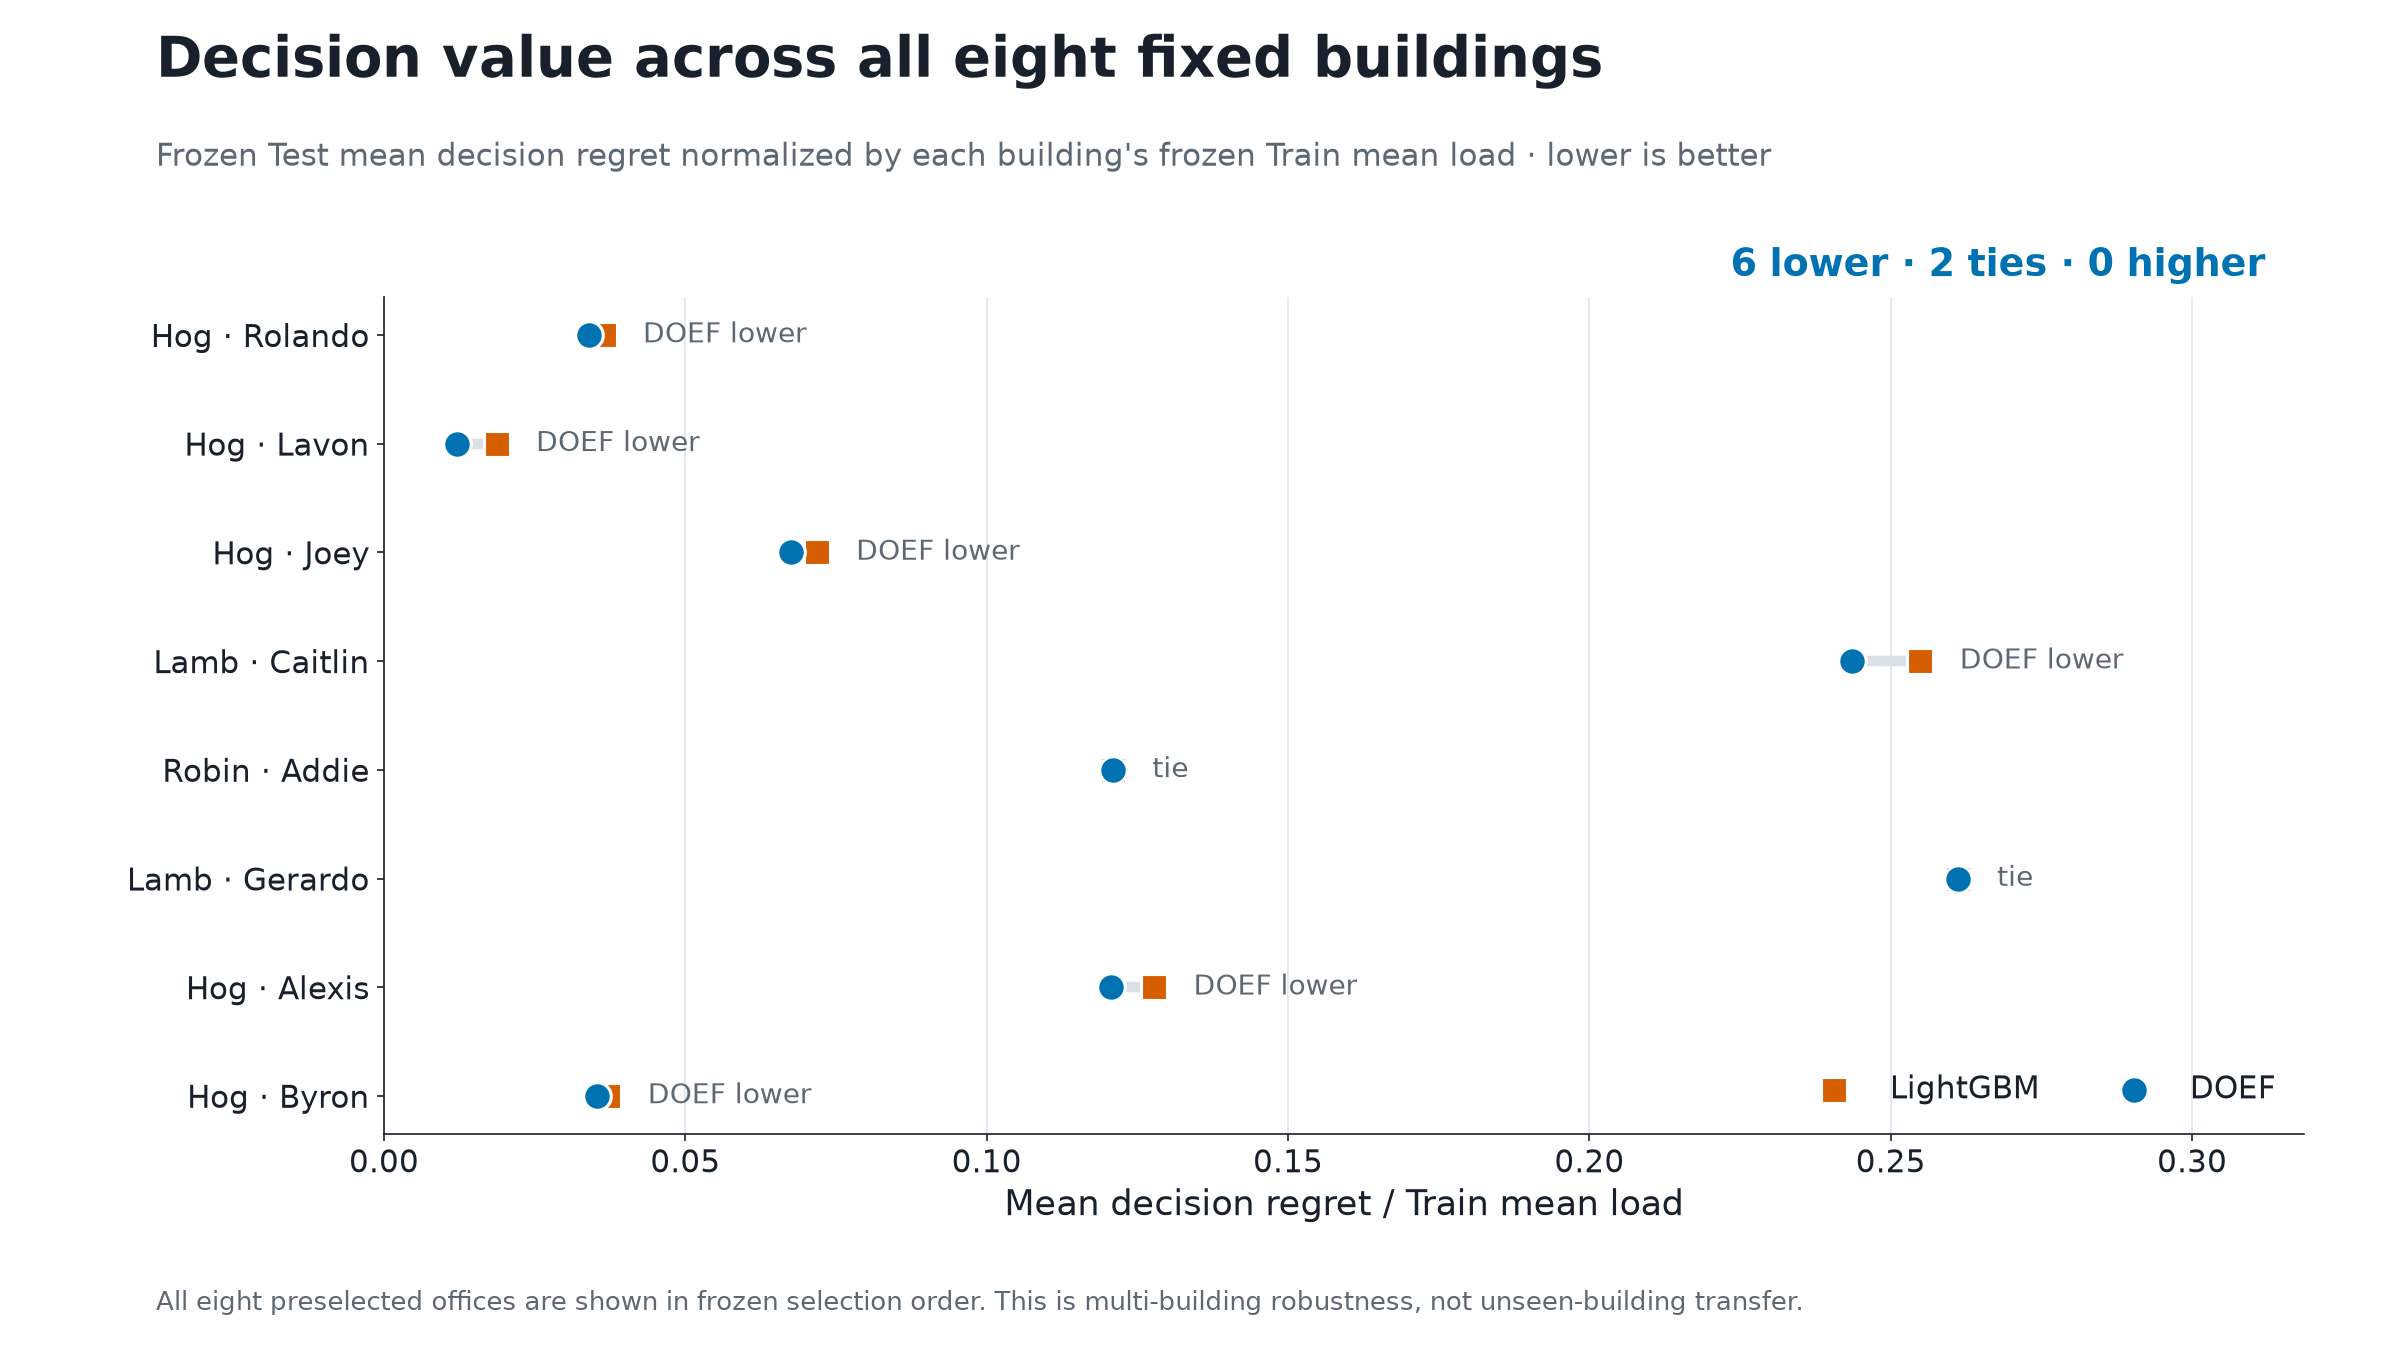 Decision value across all eight fixed buildings
Frozen Test mean decision regret normalized by each building's frozen Train mean load · lower is better
6 lower · 2 ties · 0 higher
Hog · Rolando
DOEF lower
Hog · Lavon
DOEF lower
Hog · Joey
DOEF lower
Lamb · Caitlin
DOEF lower
Robin · Addie
tie
Lamb · Gerardo
tie
Hog · Alexis
DOEF lower
Hog · Byron
DOEF lower
LightGBM
DOEF
0.00 0.05 0.10 0.15 0.20 0.25 0.30
Mean decision regret / Train mean load
All eight preselected offices are shown in frozen selection order. This is multi-building robustness, not unseen-building transfer.